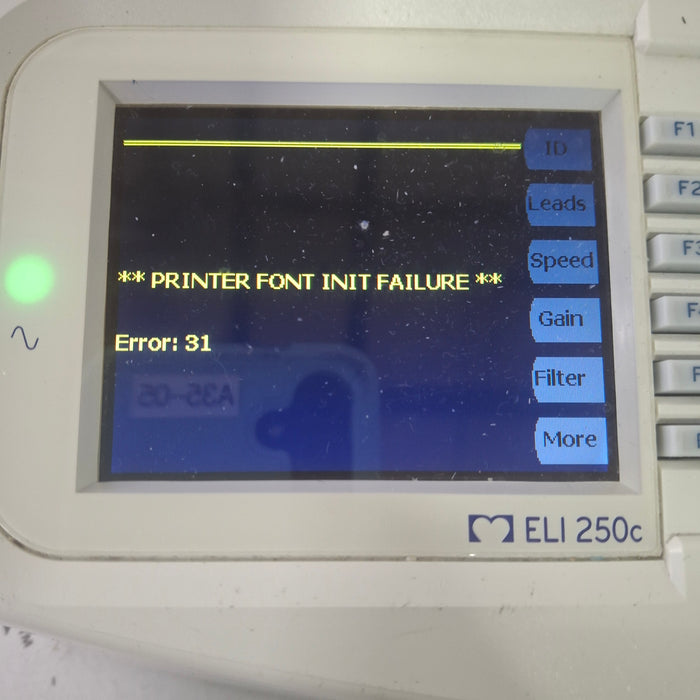 ID
F1
Leads
F2
Speed
F3
** PRINTER FONT INIT FAILURE **
Gain
Error: 31
Filter
A35-05
More
ELI 250c